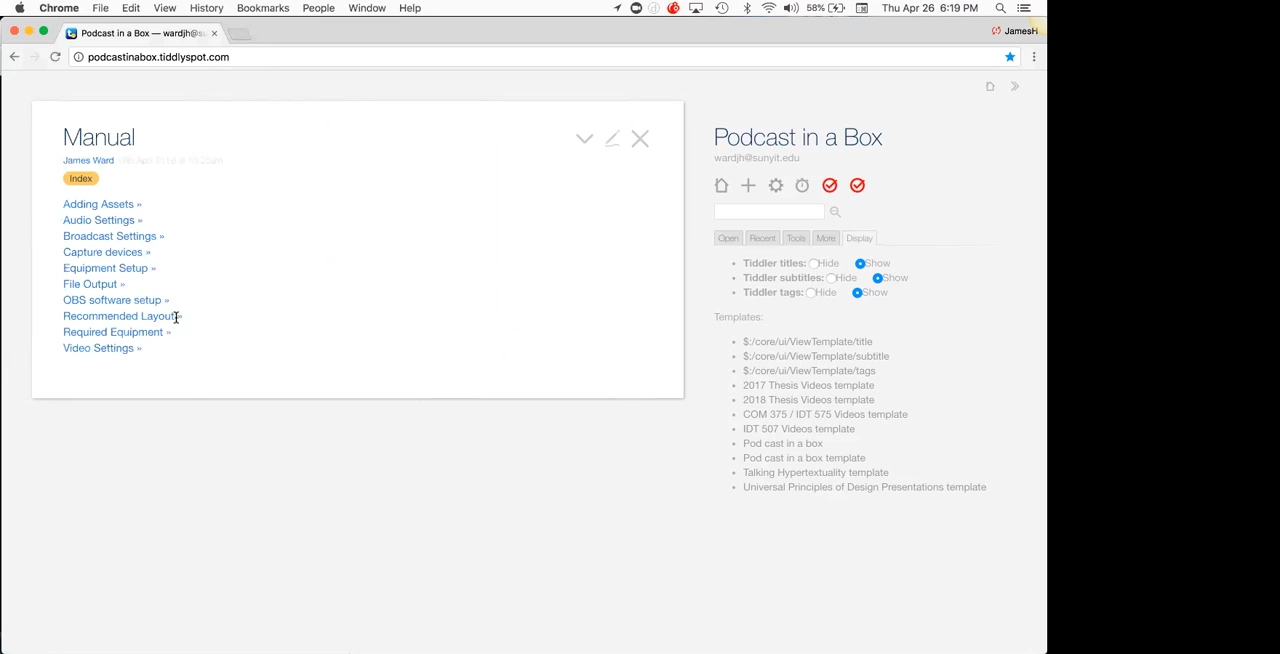 Chrome File Edit View History Bookmarks People Window Help 58% Thu Apr 26 6:19 PM
Podcast in a Box — wardjh@su JamesH
podcastinabox.tiddlyspot.com
Manual
James Ward
Index
Adding Assets »
Audio Settings »
Broadcast Settings »
Capture devices »
Equipment Setup »
File Output »
OBS software setup »
Recommended Layout »
Required Equipment »
Video Settings »
Podcast in a Box
wardjh@sunyit.edu
Open Recent Tools More Display
Tiddler titles: Hide Show
Tiddler subtitles: Hide Show
Tiddler tags: Hide Show
Templates:
$:/core/ui/ViewTemplate/title
$:/core/ui/ViewTemplate/subtitle
$:/core/ui/ViewTemplate/tags
2017 Thesis Videos template
2018 Thesis Videos template
COM 375 / IDT 575 Videos template
IDT 507 Videos template
Pod cast in a box
Pod cast in a box template
Talking Hypertextuality template
Universal Principles of Design Presentations template